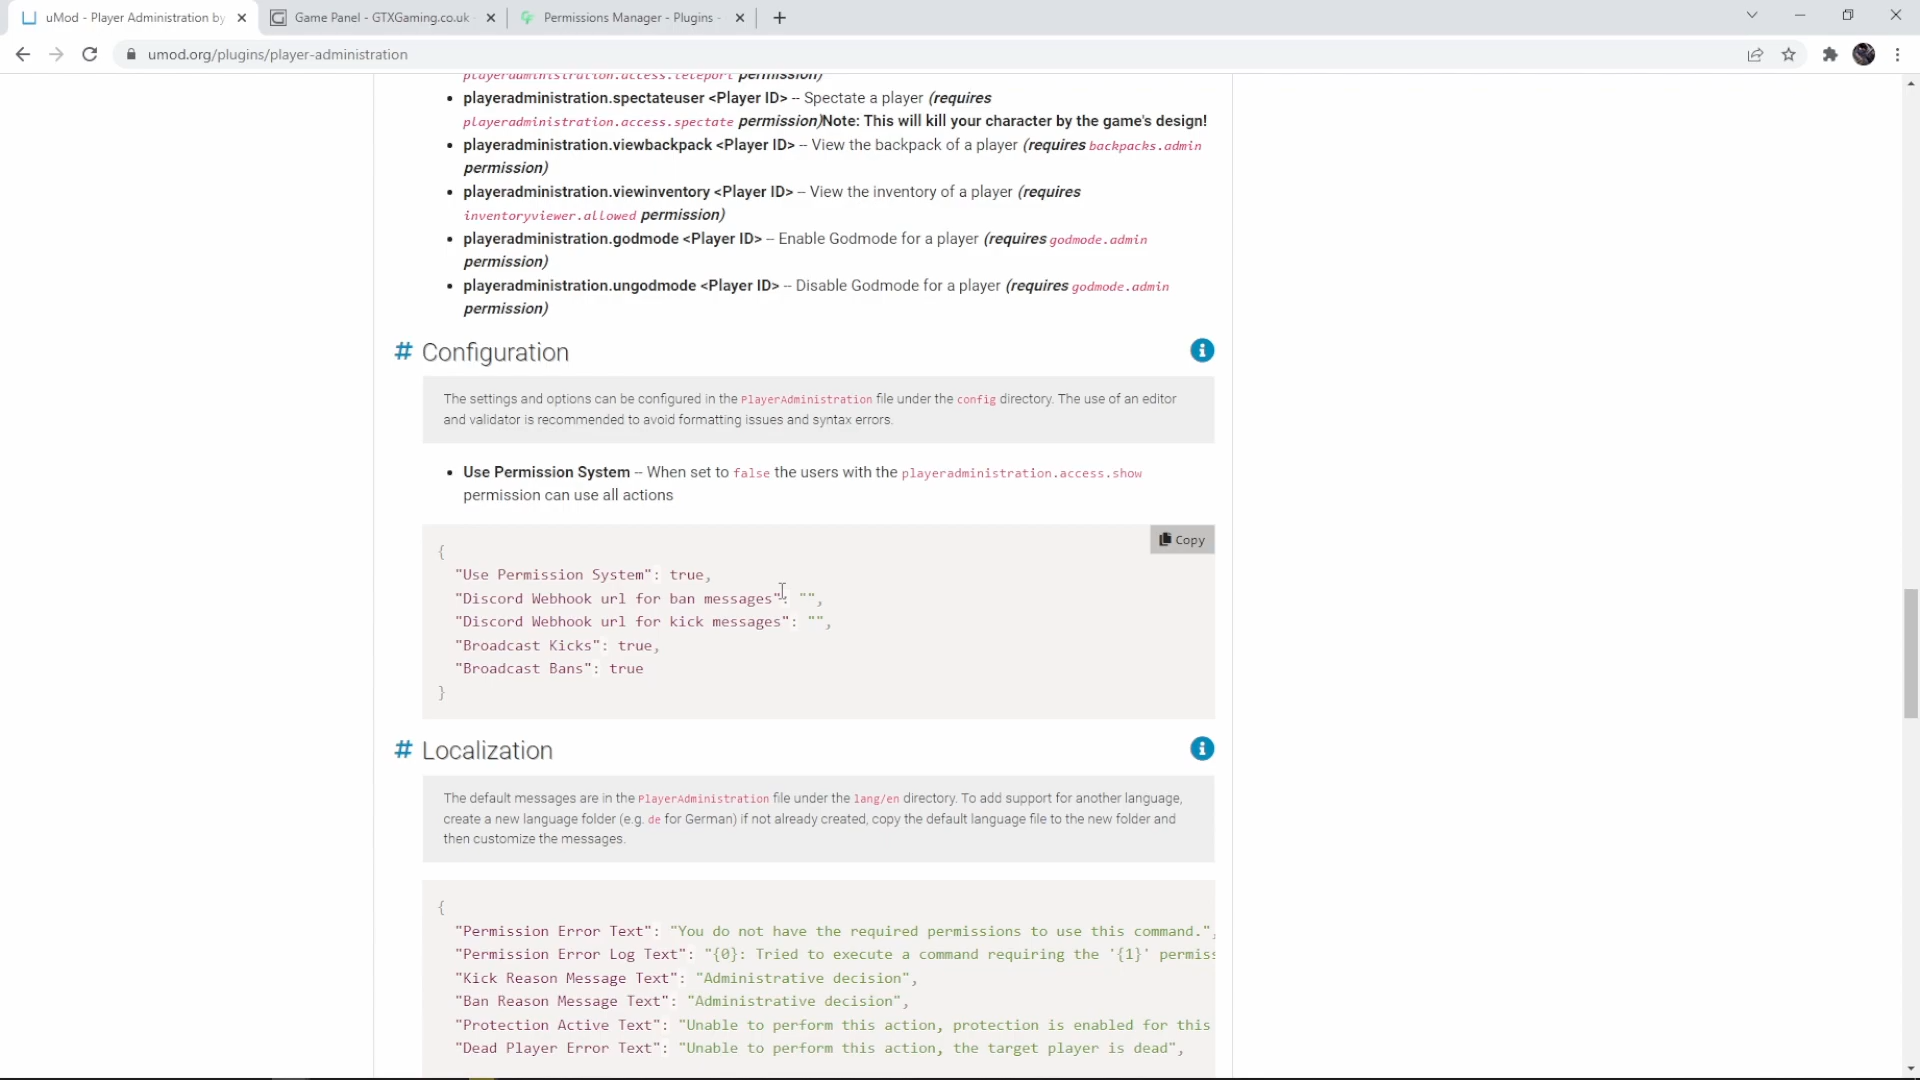 uMod - Player Administration by
Game Panel - GTXGaming.co.uk
Permissions Manager - Plugins -
umod.org/plugins/player-administration
playeradministration.access.teleport permission)
playeradministration.spectateuser <Player ID> -- Spectate a player (requires
playeradministration.access.spectate permission)Note: This will kill your character by the game's design!
playeradministration.viewbackpack <Player ID> -- View the backpack of a player (requires backpacks.admin
permission)
playeradministration.viewinventory <Player ID> -- View the inventory of a player (requires
inventoryviewer.allowed permission)
playeradministration.godmode <Player ID> -- Enable Godmode for a player (requires godmode.admin
permission)
playeradministration.ungodmode <Player ID> -- Disable Godmode for a player (requires godmode.admin
permission)
# Configuration
The settings and options can be configured in the PlayerAdministration file under the config directory. The use of an editor
and validator is recommended to avoid formatting issues and syntax errors.
Use Permission System -- When set to false the users with the playeradministration.access.show
permission can use all actions
Copy
{
"Use Permission System": true,
"Discord Webhook url for ban messages": "",
"Discord Webhook url for kick messages": "",
"Broadcast Kicks": true,
"Broadcast Bans": true
}
# Localization
The default messages are in the PlayerAdministration file under the lang/en directory. To add support for another language,
create a new language folder (e.g. de for German) if not already created, copy the default language file to the new folder and
then customize the messages.
{
"Permission Error Text": "You do not have the required permissions to use this command.",
"Permission Error Log Text": "{0}: Tried to execute a command requiring the '{1}' permiss
"Kick Reason Message Text": "Administrative decision",
"Ban Reason Message Text": "Administrative decision",
"Protection Active Text": "Unable to perform this action, protection is enabled for this
"Dead Player Error Text": "Unable to perform this action, the target player is dead",